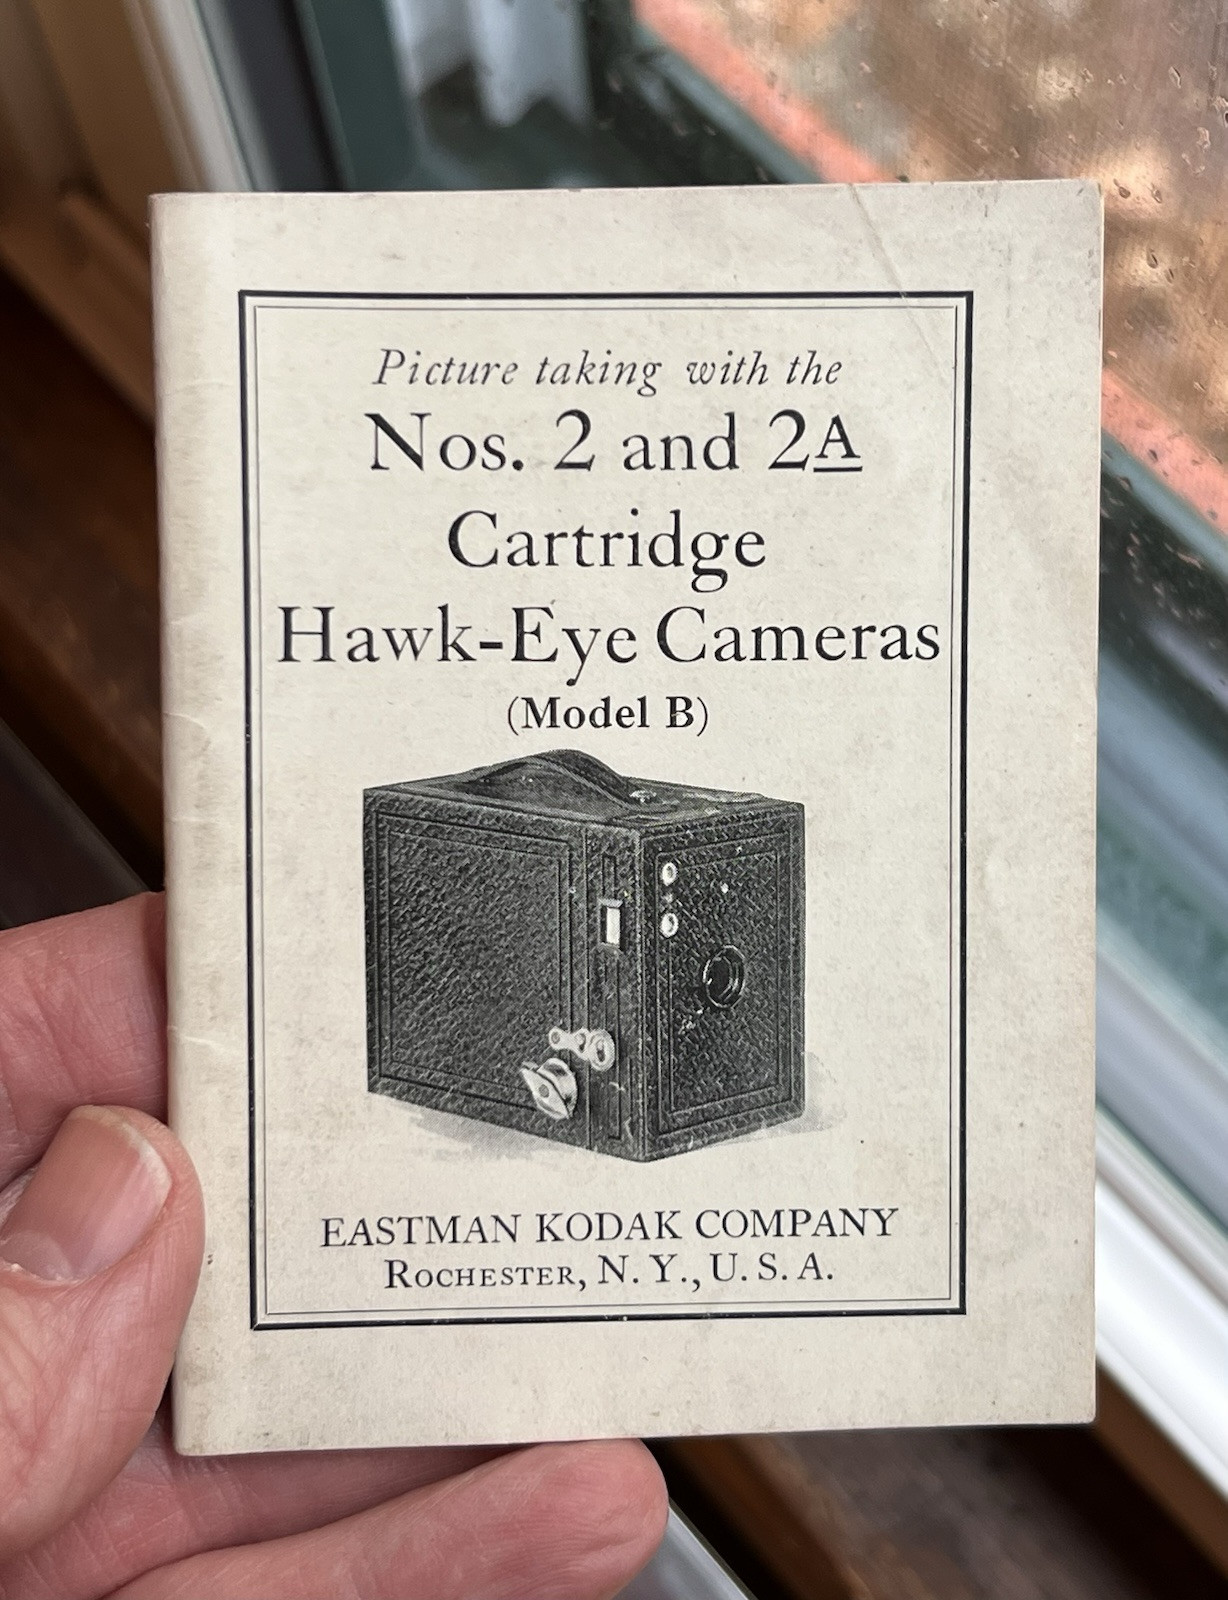 Picture taking with the
Nos. 2 and 2A
Cartridge
Hawk-Eye Cameras
(Model B)
EASTMAN KODAK COMPANY
ROCHESTER, N. Y., U. S. A.